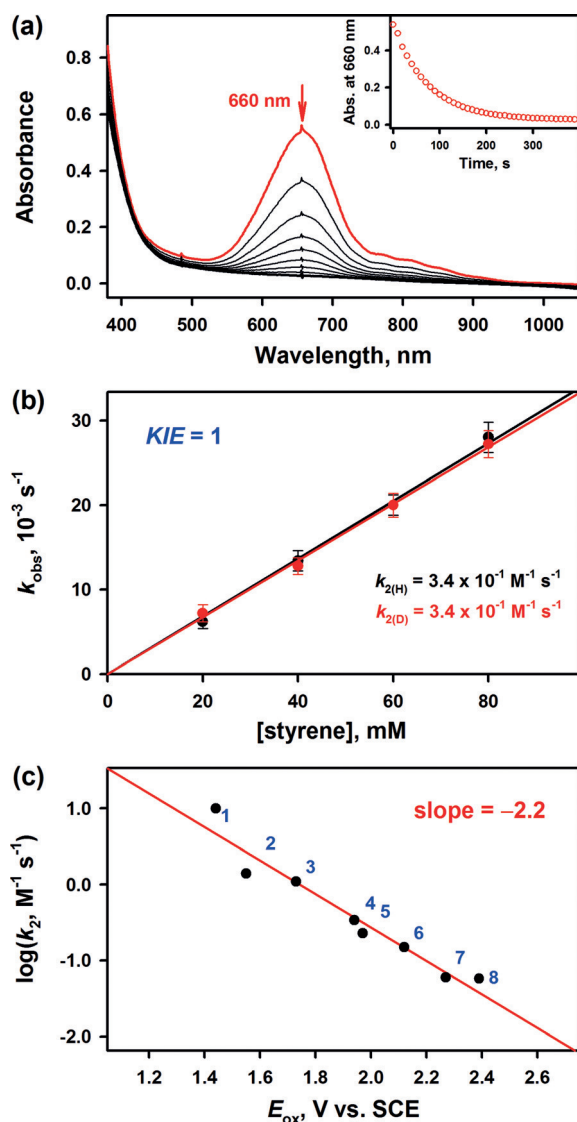 (a)
Absorbance
0.8
0.6
0.4
0.2
0.0
660 nm
Abs. at 660 nm
0.4
0.2
0.0
0 100 200 300
Time, s
400 500 600 700 800 900 1000
Wavelength, nm
(b)
KIE = 1
k_obs, 10⁻³ s⁻¹
30
20
10
0
k₂(H) = 3.4 x 10⁻¹ M⁻¹ s⁻¹
k₂(D) = 3.4 x 10⁻¹ M⁻¹ s⁻¹
0 20 40 60 80
[styrene], mM
(c)
slope = −2.2
log(k₂, M⁻¹ s⁻¹)
1.0
0.0
-1.0
-2.0
1
2
3
4
5
6
7
8
1.2 1.4 1.6 1.8 2.0 2.2 2.4 2.6
E_ox, V vs. SCE